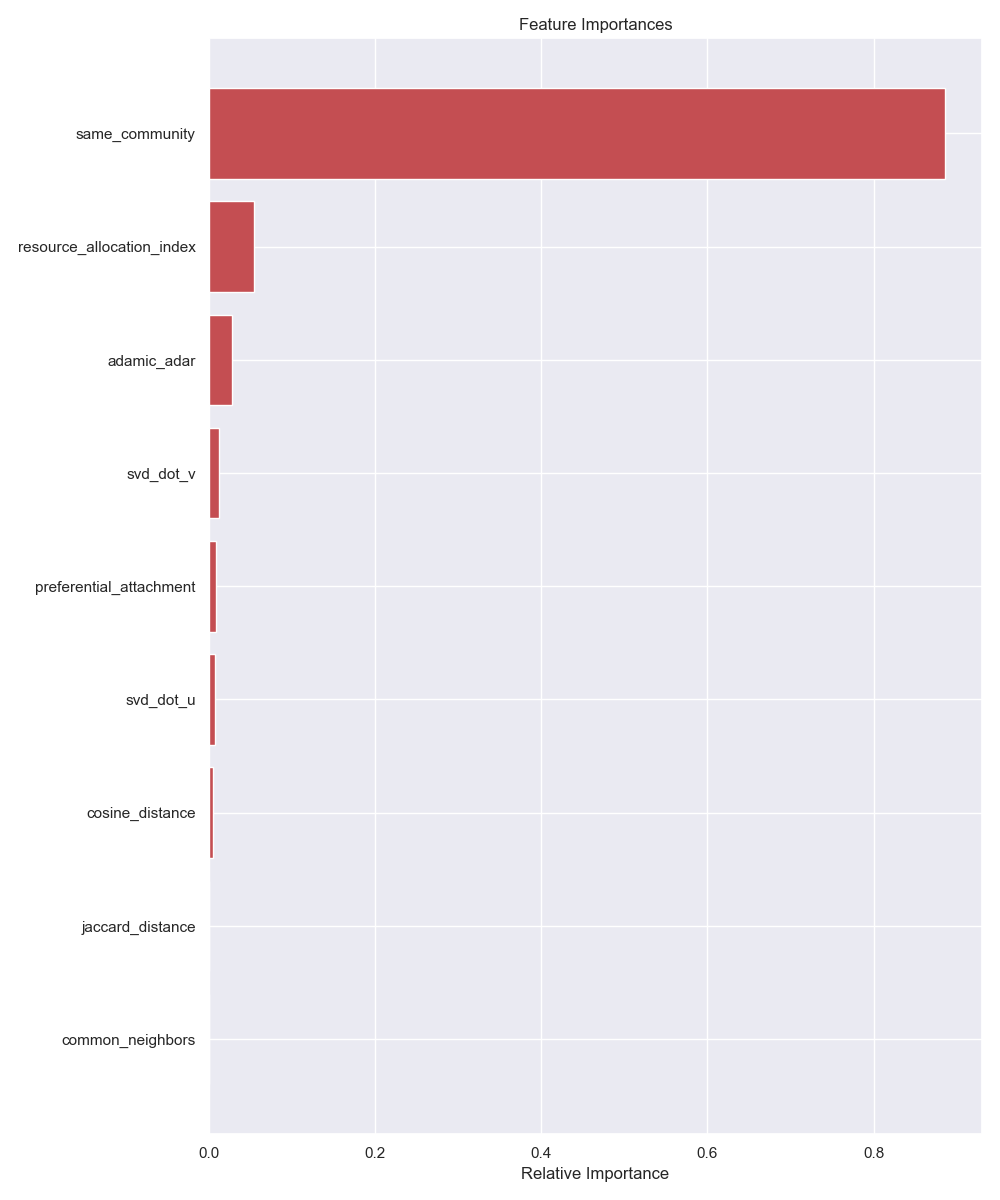 Feature Importances
same_community
resource_allocation_index
adamic_adar
svd_dot_v
preferential_attachment
svd_dot_u
cosine_distance
jaccard_distance
common_neighbors
0.0 0.2 0.4 0.6 0.8
Relative Importance